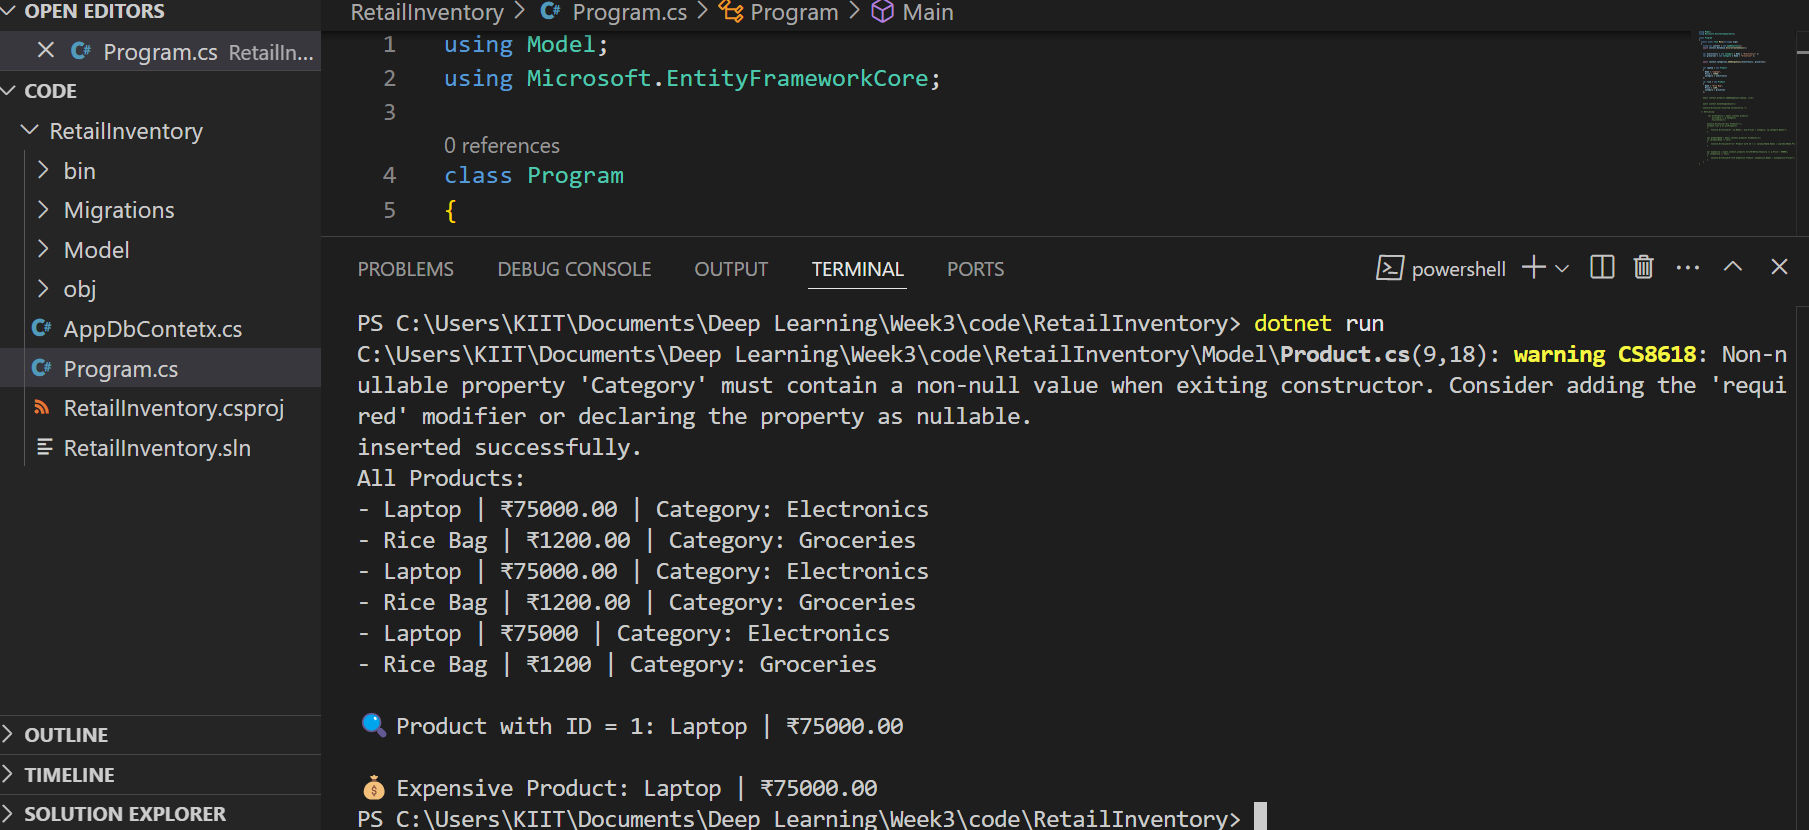 OPEN EDITORS
Program.cs RetailIn...
CODE
RetailInventory
bin
Migrations
Model
obj
AppDbContetx.cs
Program.cs
RetailInventory.csproj
RetailInventory.sln
OUTLINE
TIMELINE
SOLUTION EXPLORER
RetailInventory > C# Program.cs > Program > Main
1 using Model;
2 using Microsoft.EntityFrameworkCore;
3
0 references
4 class Program
5 {
PROBLEMS DEBUG CONSOLE OUTPUT TERMINAL PORTS powershell
PS C:\Users\KIIT\Documents\Deep Learning\Week3\code\RetailInventory> dotnet run
C:\Users\KIIT\Documents\Deep Learning\Week3\code\RetailInventory\Model\Product.cs(9,18): warning CS8618: Non-n
ullable property 'Category' must contain a non-null value when exiting constructor. Consider adding the 'requi
red' modifier or declaring the property as nullable.
inserted successfully.
All Products:
- Laptop | ₹75000.00 | Category: Electronics
- Rice Bag | ₹1200.00 | Category: Groceries
- Laptop | ₹75000.00 | Category: Electronics
- Rice Bag | ₹1200.00 | Category: Groceries
- Laptop | ₹75000 | Category: Electronics
- Rice Bag | ₹1200 | Category: Groceries
🔍 Product with ID = 1: Laptop | ₹75000.00
💰 Expensive Product: Laptop | ₹75000.00
PS C:\Users\KIIT\Documents\Deep Learning\Week3\code\RetailInventory>